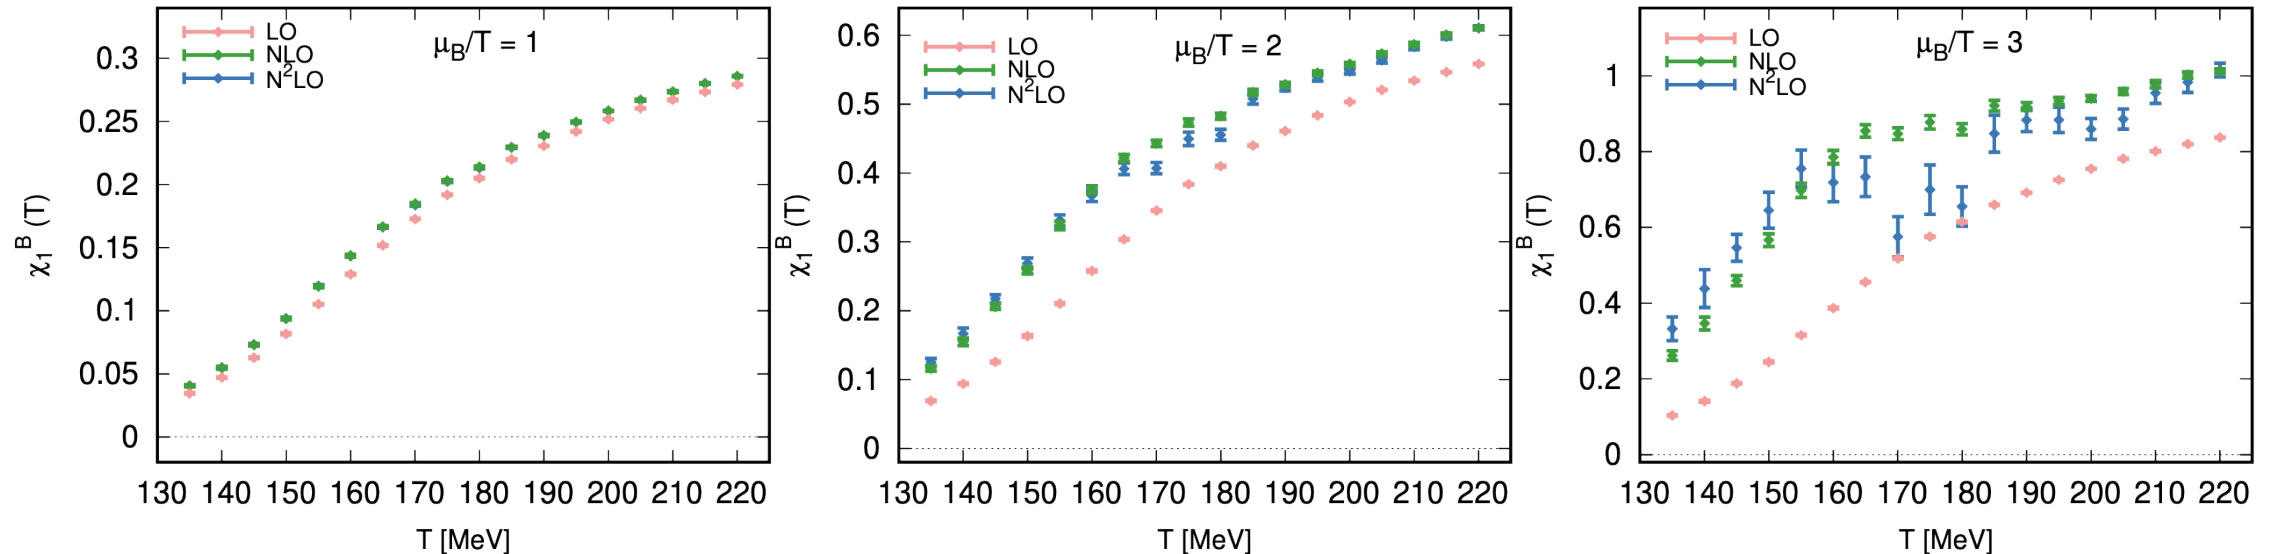 μB/T = 1
LO
NLO
N²LO
χ₁ᴮ (T)
0.3
0.25
0.2
0.15
0.1
0.05
0
130 140 150 160 170 180 190 200 210 220
T [MeV]
μB/T = 2
LO
NLO
N²LO
χ₁ᴮ (T)
0.6
0.5
0.4
0.3
0.2
0.1
0
130 140 150 160 170 180 190 200 210 220
T [MeV]
μB/T = 3
LO
NLO
N²LO
χ₁ᴮ (T)
1
0.8
0.6
0.4
0.2
0
130 140 150 160 170 180 190 200 210 220
T [MeV]